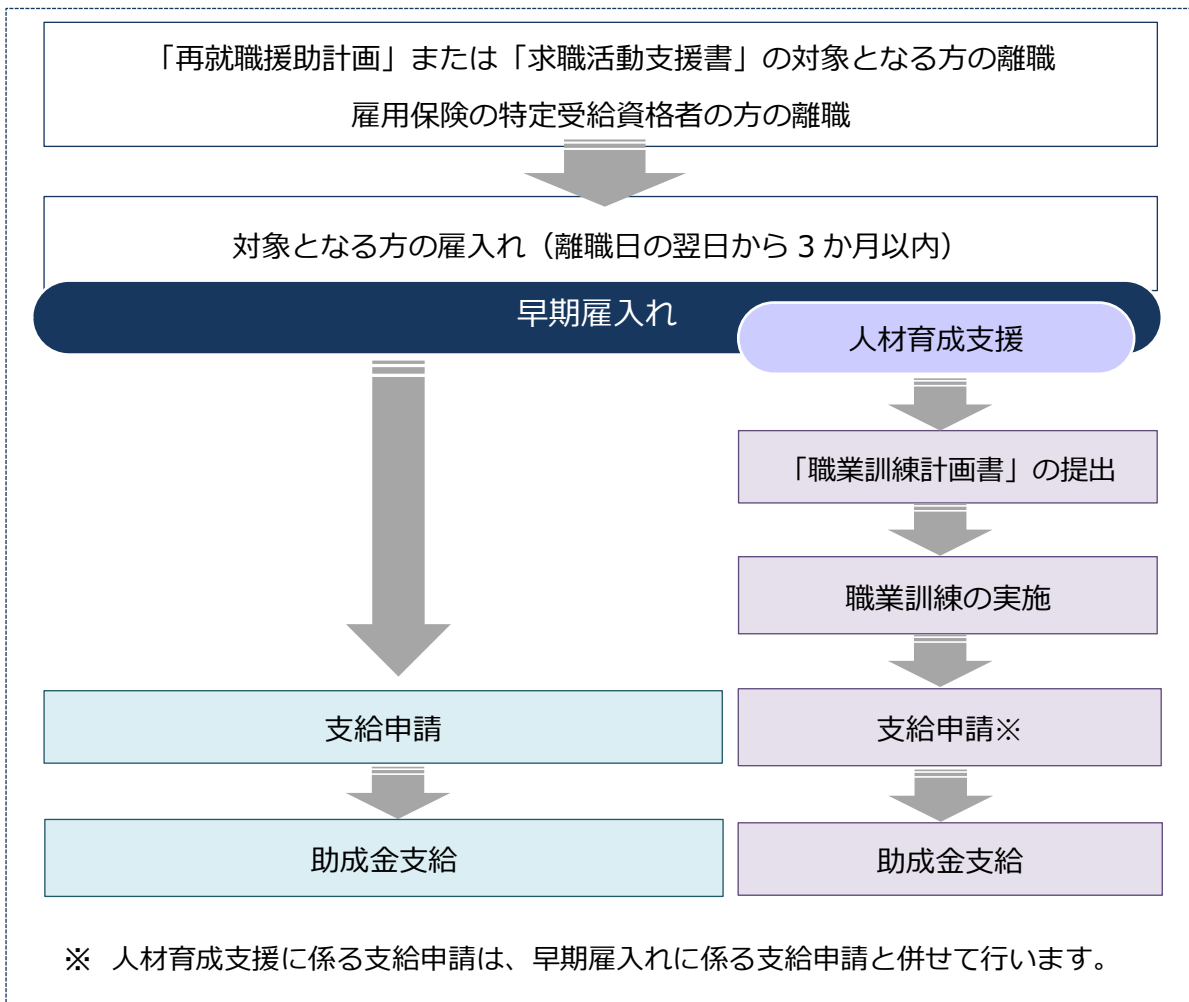 「再就職援助計画」または「求職活動支援書」の対象となる方の離職
雇用保険の特定受給資格者の方の離職
対象となる方の雇入れ（離職日の翌日から３か月以内）
早期雇入れ
人材育成支援
「職業訓練計画書」の提出
職業訓練の実施
支給申請
支給申請※
助成金支給
助成金支給
※　人材育成支援に係る支給申請は、早期雇入れに係る支給申請と併せて行います。